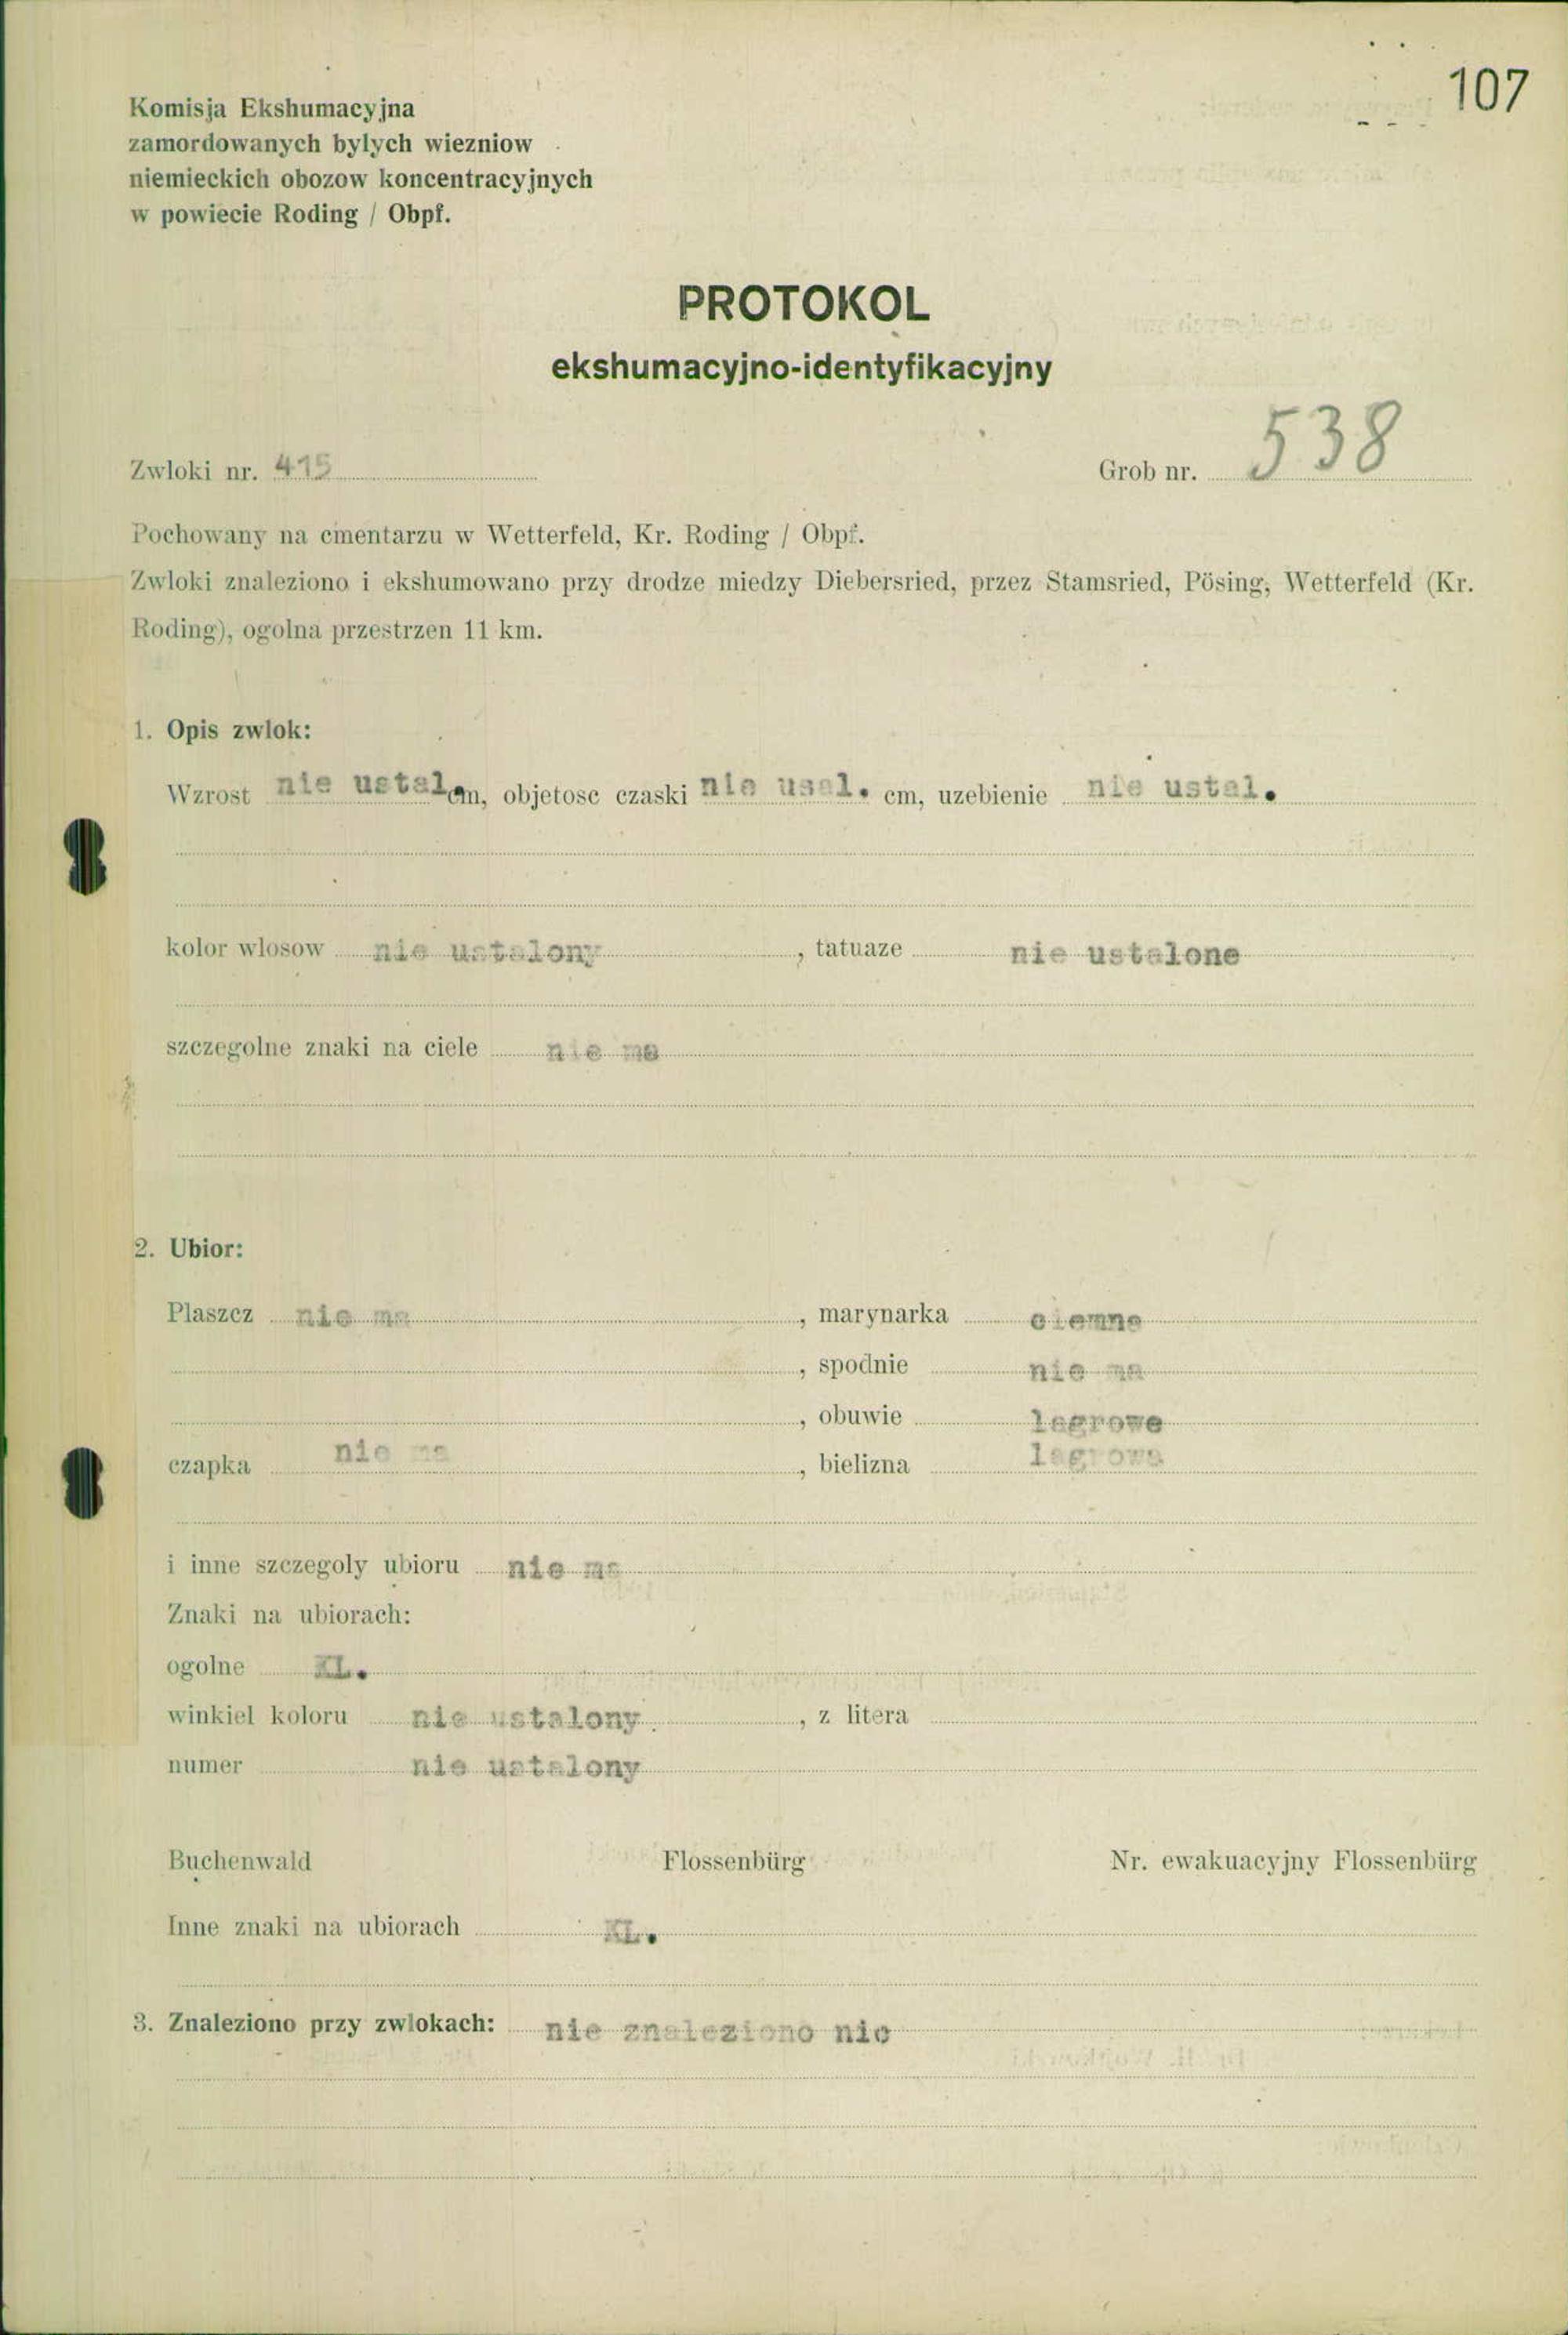 107
Komisja Ekshumacyjna
zamordowanych bylych wiezniow
niemieckich obozow koncentracyjnych
w powiecie Roding / Obpf.
PROTOKOL
ekshumacyjno-identyfikacyjny
Zwloki nr. 415 Grob nr. 538
Pochowany na cmentarzu w Wetterfeld, Kr. Roding / Obpf.
Zwloki znaleziono i ekshumowano przy drodze miedzy Diebersried, przez Stamsried, Pösing, Wetterfeld (Kr.
Roding), ogolna przestrzen 11 km.
1. Opis zwlok:
Wzrost nie ustal cm, objetosc czaski nie usal. cm, uzebienie nie ustal.
kolor wlosow nie ustalony, tatuaze nie ustalone
szczegolne znaki na ciele nie ma
2. Ubior:
Plaszcz nie ma, marynarka ciemna
, spodnie nie ma
, obuwie lagrowe
czapka nie ma, bielizna lagrowa
i inne szczegoly ubioru nie ma
Znaki na ubiorach:
ogolne KL.
winkiel koloru nie ustalony, z litera
numer nie ustalony
Buchenwald Flossenbürg Nr. ewakuacyjny Flossenbürg
Inne znaki na ubiorach KL.
3. Znaleziono przy zwlokach: nie znaleziono nic